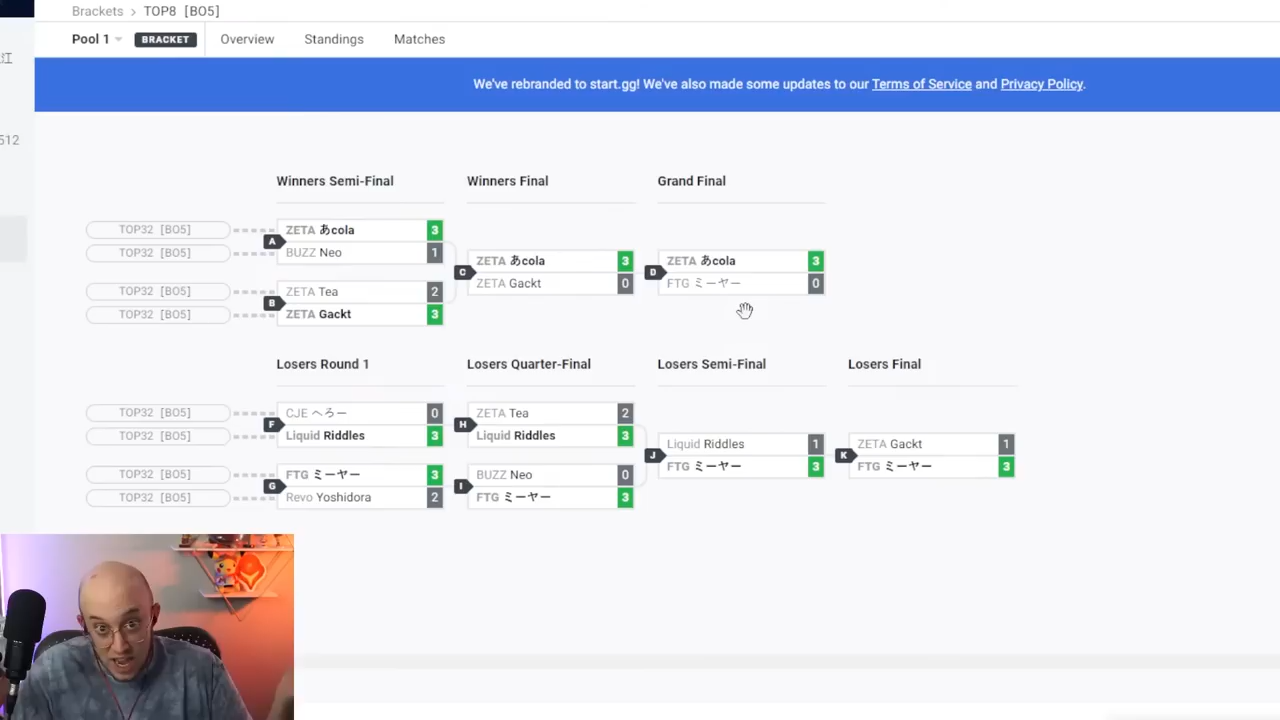 Brackets > TOP8 [BO5]
江
Pool 1 BRACKET Overview Standings Matches
We've rebranded to start.gg! We've also made some updates to our Terms of Service and Privacy Policy.
512
Winners Semi-Final Winners Final Grand Final
TOP32 [BO5]
TOP32 [BO5]
A
ZETA あcola 3
BUZZ Neo 1
TOP32 [BO5]
TOP32 [BO5]
B
ZETA Tea 2
ZETA Gackt 3
C
ZETA あcola 3
ZETA Gackt 0
D
ZETA あcola 3
FTG ミーヤー 0
Losers Round 1 Losers Quarter-Final Losers Semi-Final Losers Final
TOP32 [BO5]
TOP32 [BO5]
F
CJE へろー 0
Liquid Riddles 3
TOP32 [BO5]
TOP32 [BO5]
G
FTG ミーヤー 3
Revo Yoshidora 2
H
ZETA Tea 2
Liquid Riddles 3
I
BUZZ Neo 0
FTG ミーヤー 3
J
Liquid Riddles 1
FTG ミーヤー 3
K
ZETA Gackt 1
FTG ミーヤー 3